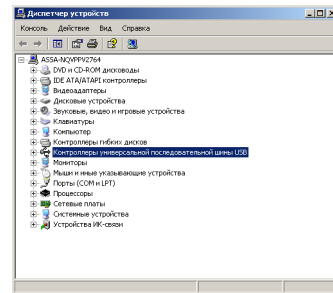 Диспетчер устройств
Консоль Действие Вид Справка
ASSA-NQVPPV2764
DVD и CD-ROM дисководы
IDE ATA/ATAPI контроллеры
Видеоадаптеры
Дисковые устройства
Звуковые, видео и игровые устройства
Клавиатуры
Компьютер
Контроллеры гибких дисков
Контроллеры универсальной последовательной шины USB
Мониторы
Мыши и иные указывающие устройства
Порты (COM и LPT)
Процессоры
Сетевые платы
Системные устройства
Устройства ИК-связи